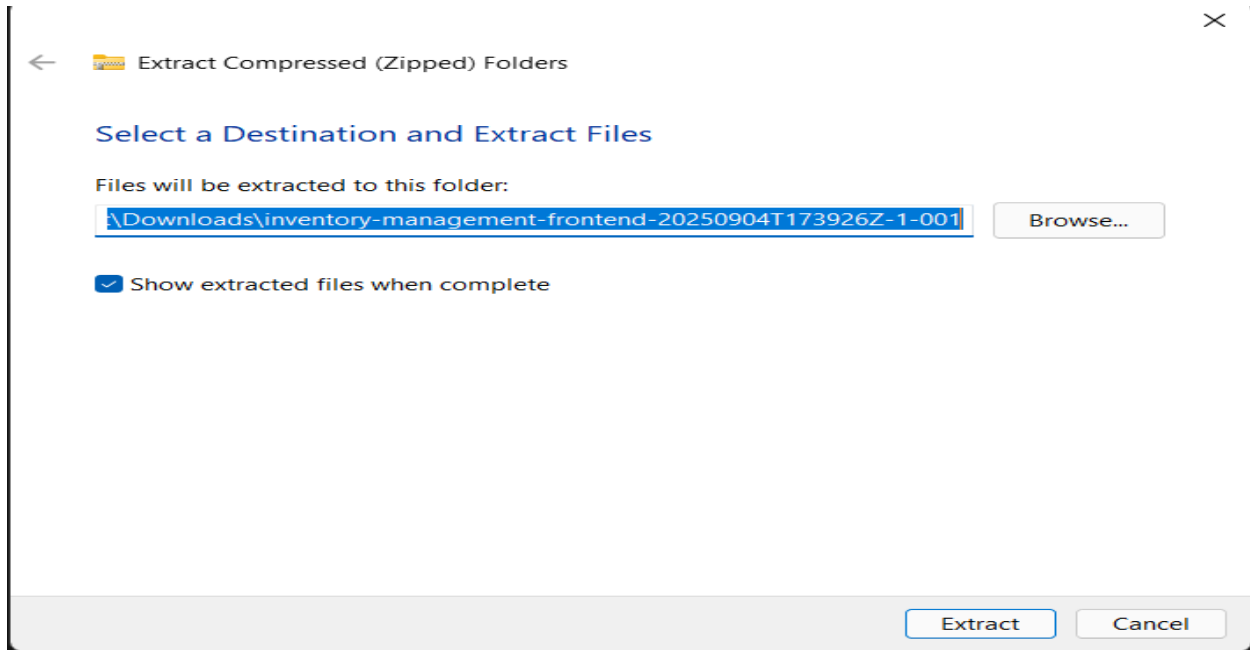 Extract Compressed (Zipped) Folders
Select a Destination and Extract Files
Files will be extracted to this folder:
:\Downloads\inventory-management-frontend-20250904T173926Z-1-001
Browse...
Show extracted files when complete
Extract
Cancel